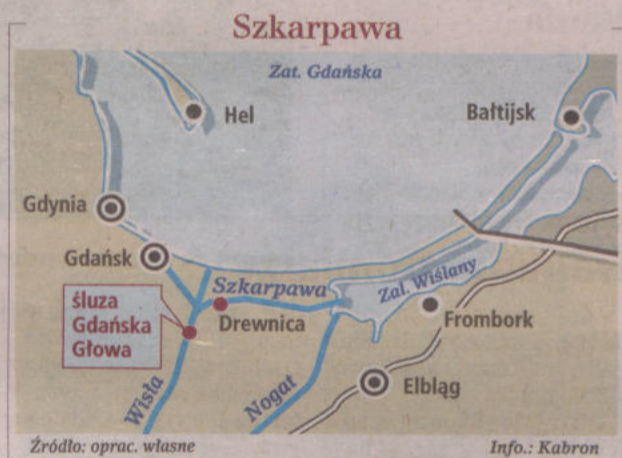 Szkarpawa
Zat. Gdańska
Hel
Bałtijsk
Gdynia
Gdańsk
Szkarpawa
Zal. Wiślany
śluza
Gdańska
Głowa
Drewnica
Frombork
Wisła
Nogat
Elbląg
Źródło: oprac. własne
Info.: Kabron